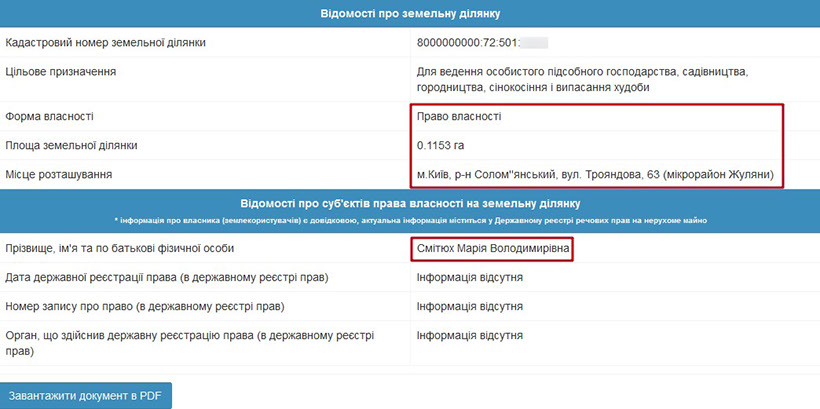 Відомості про земельну ділянку
Кадастровий номер земельної ділянки 8000000000:72:501:
Цільове призначення Для ведення особистого підсобного господарства, садівництва,
городництва, сінокосіння і випасання худоби
Форма власності Право власності
Площа земельної ділянки 0.1153 га
Місце розташування м.Київ, р-н Солом"янський, вул. Трояндова, 63 (мікрорайон Жуляни)
Відомості про суб'єктів права власності на земельну ділянку
* інформація про власника (землекористувачів) є довідковою, актуальна інформація міститься у Державному реєстрі речових прав на нерухоме майно
Прізвище, ім'я та по батькові фізичної особи Смітюх Марія Володимирівна
Дата державної реєстрації права (в державному реєстрі прав) Інформація відсутня
Номер запису про право (в державному реєстрі прав) Інформація відсутня
Орган, що здійснив державну реєстрацію права (в державному реєстрі Інформація відсутня
прав)
Завантажити документ в PDF